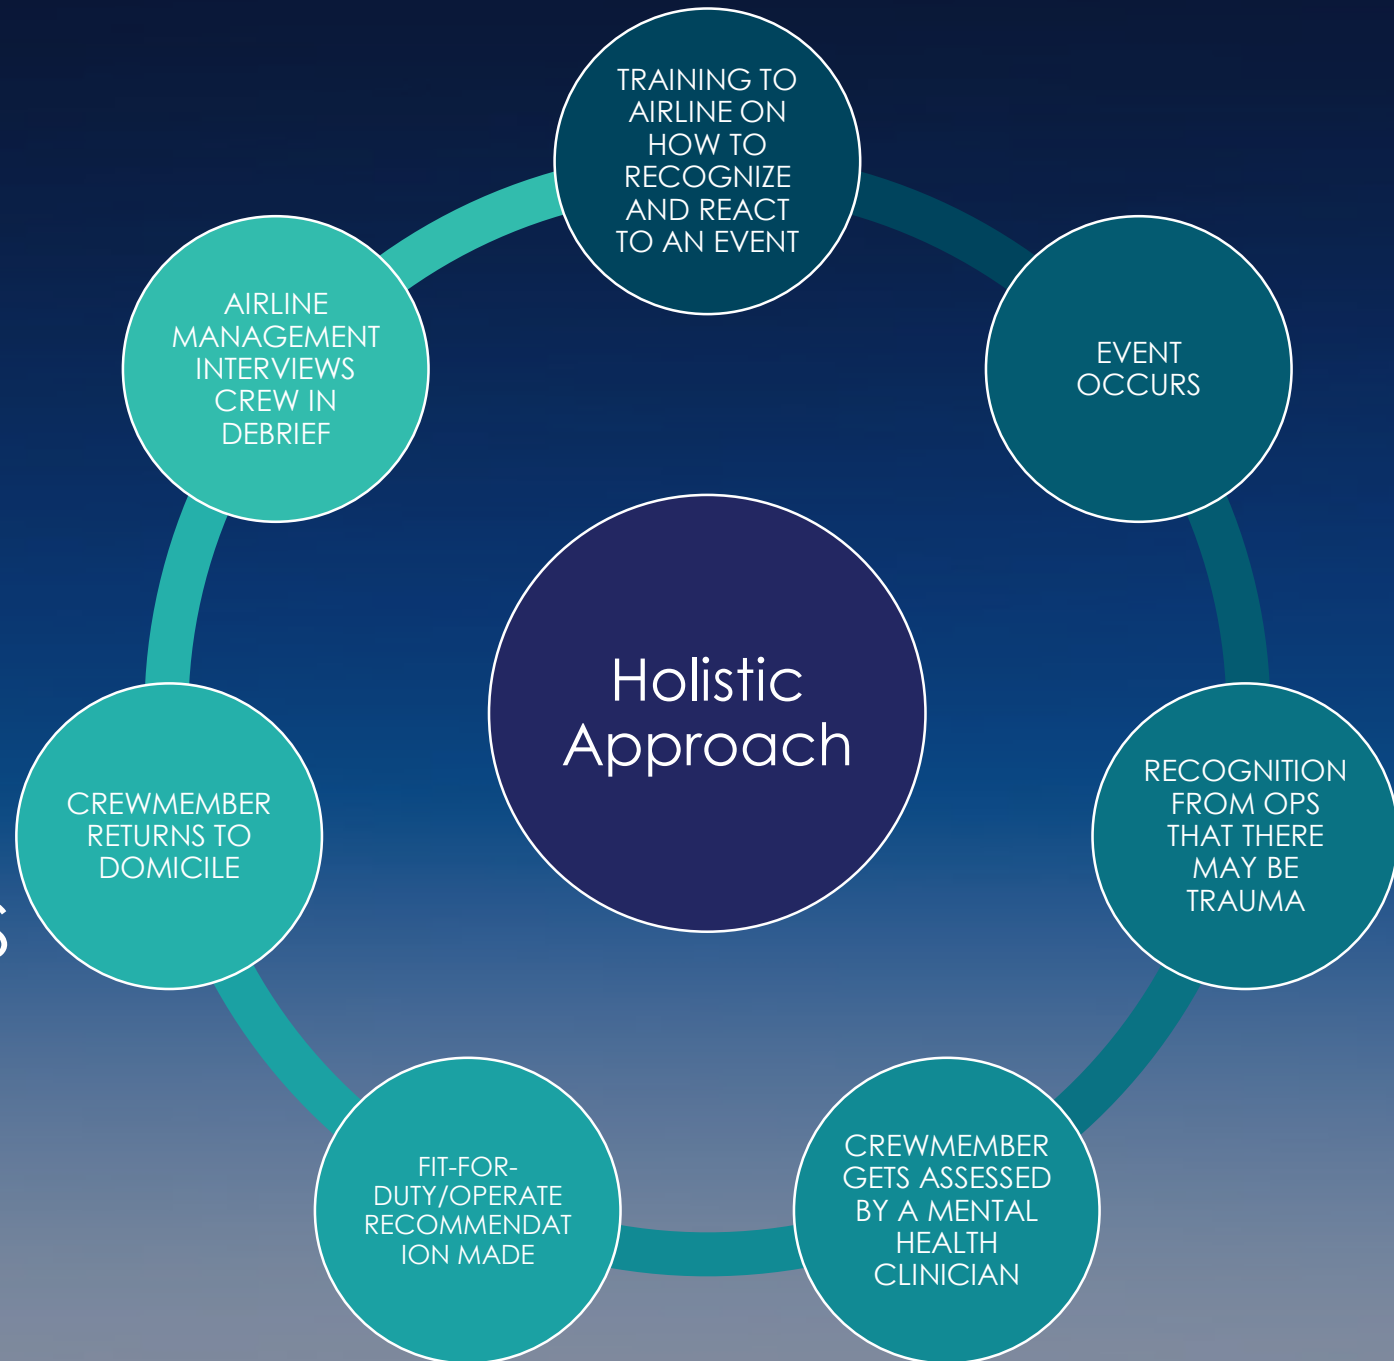 TRAINING TO
AIRLINE ON
HOW TO
RECOGNIZE
AND REACT
TO AN EVENT
EVENT
OCCURS
RECOGNITION
FROM OPS
THAT THERE
MAY BE
TRAUMA
CREWMEMBER
GETS ASSESSED
BY A MENTAL
HEALTH
CLINICIAN
FIT-FOR-
DUTY/OPERATE
RECOMMENDAT
ION MADE
CREWMEMBER
RETURNS TO
DOMICILE
AIRLINE
MANAGEMENT
INTERVIEWS
CREW IN
DEBRIEF
Holistic
Approach